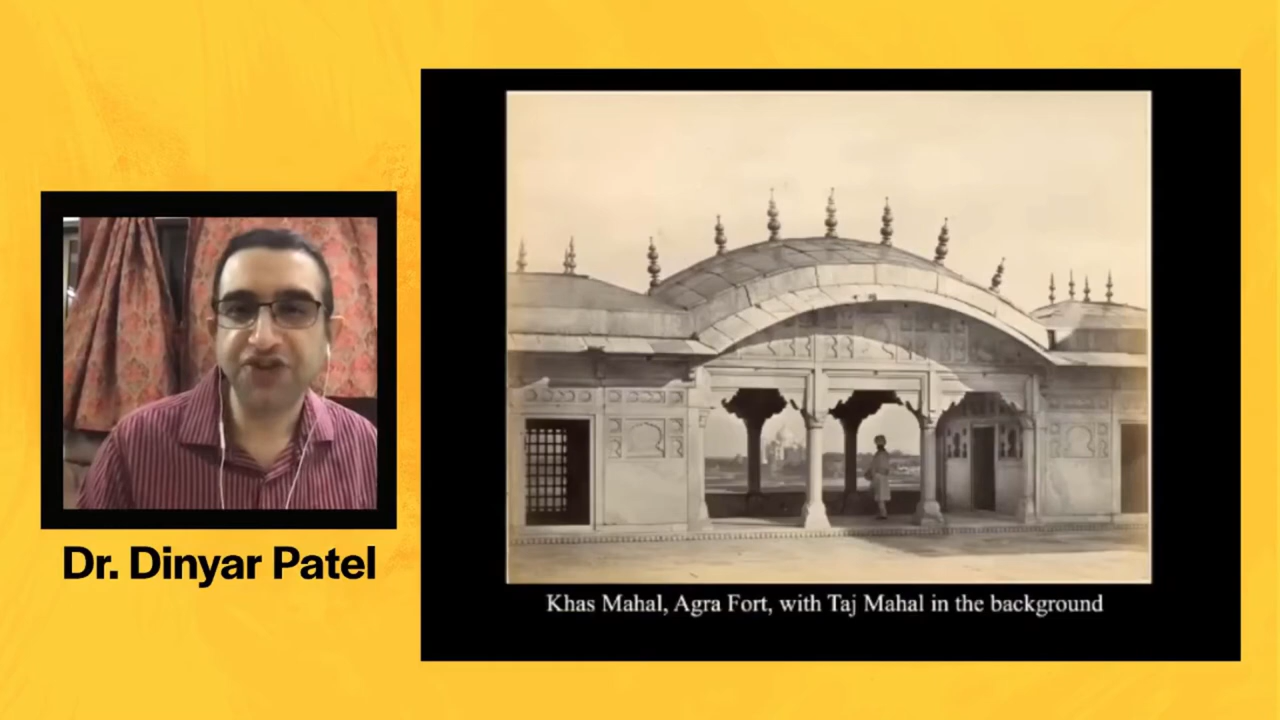 Dr. Dinyar Patel
Khas Mahal, Agra Fort, with Taj Mahal in the background